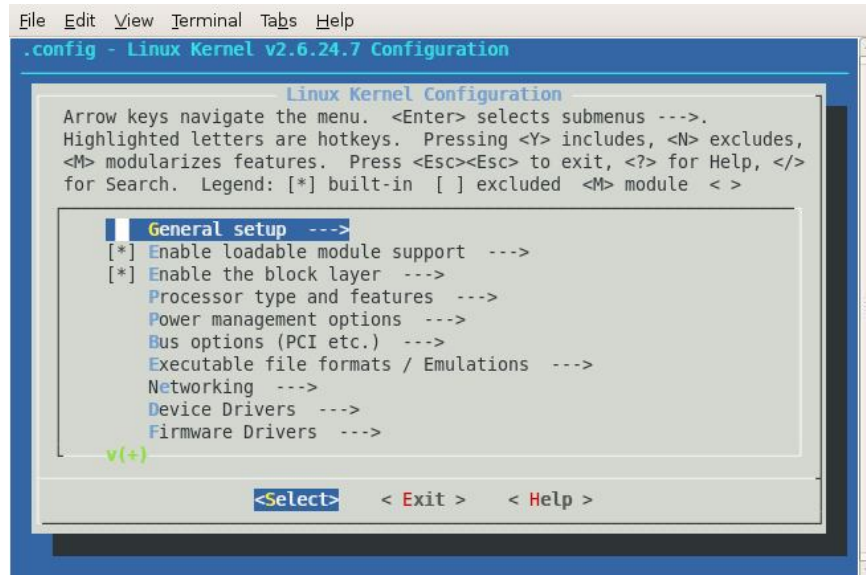 File Edit View Terminal Tabs Help
.config - Linux Kernel v2.6.24.7 Configuration
Linux Kernel Configuration
Arrow keys navigate the menu. <Enter> selects submenus --->.
Highlighted letters are hotkeys. Pressing <Y> includes, <N> excludes,
<M> modularizes features. Press <Esc><Esc> to exit, <?> for Help, </>
for Search. Legend: [*] built-in [ ] excluded <M> module < >
General setup --->
[*] Enable loadable module support --->
[*] Enable the block layer --->
Processor type and features --->
Power management options --->
Bus options (PCI etc.) --->
Executable file formats / Emulations --->
Networking --->
Device Drivers --->
Firmware Drivers --->
v(+)
<Select> < Exit > < Help >